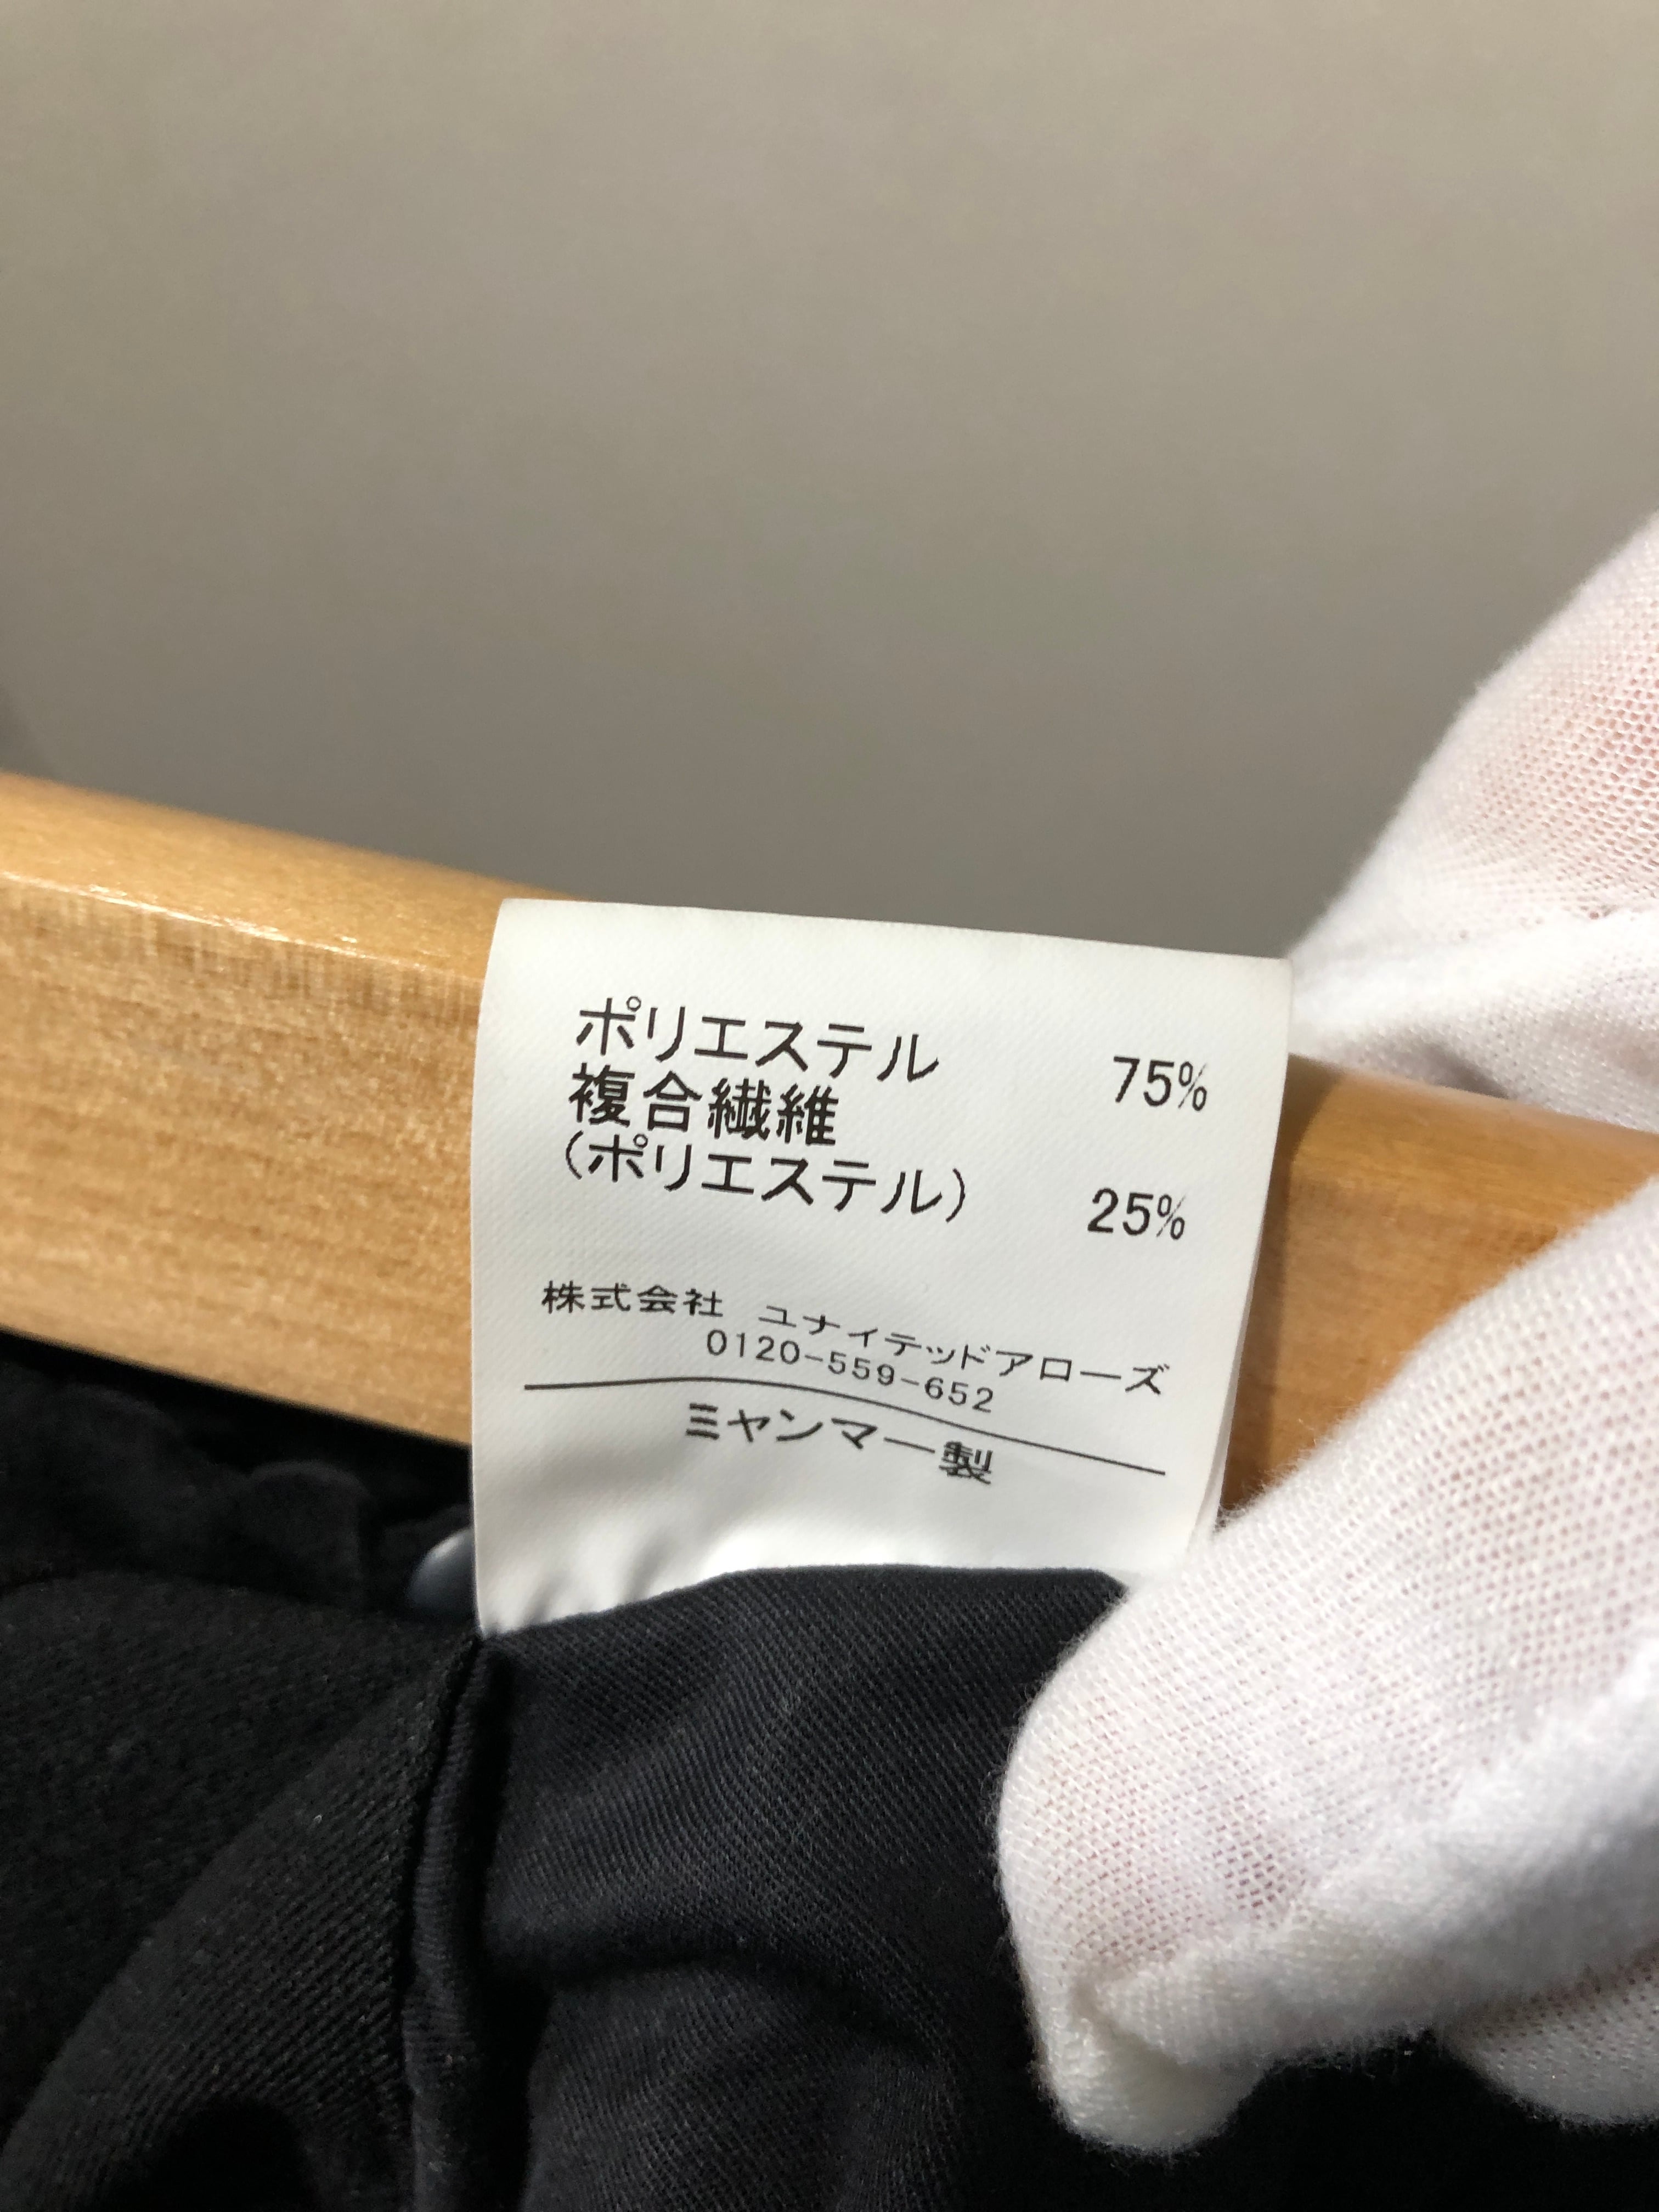 ポリエステル 75%
複合繊維
(ポリエステル) 25%
株式会社 ユナイテッドアローズ
0120-559-652
ミャンマー製